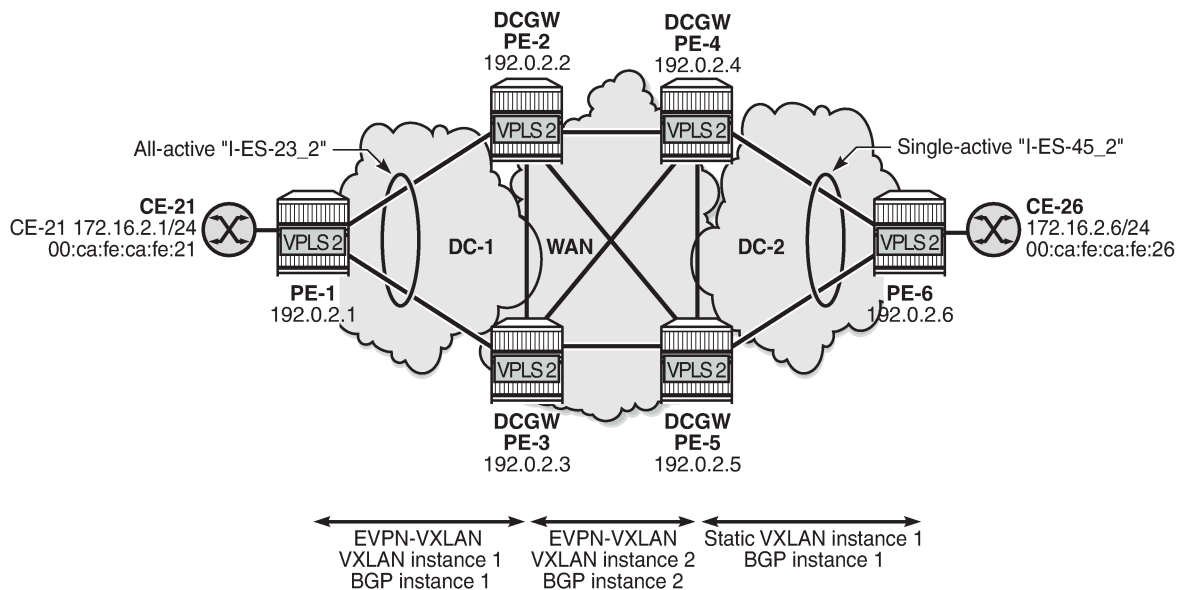 DCGW
PE-2
192.0.2.2
DCGW
PE-4
192.0.2.4
VPLS 2
VPLS 2
All-active "I-ES-23_2"
Single-active "I-ES-45_2"
CE-21
CE-21 172.16.2.1/24
00:ca:fe:ca:fe:21
VPLS 2
PE-1
192.0.2.1
DC-1
WAN
DC-2
VPLS 2
PE-6
192.0.2.6
CE-26
172.16.2.6/24
00:ca:fe:ca:fe:26
VPLS 2
VPLS 2
DCGW
PE-3
192.0.2.3
DCGW
PE-5
192.0.2.5
EVPN-VXLAN
VXLAN instance 1
BGP instance 1
EVPN-VXLAN
VXLAN instance 2
BGP instance 2
Static VXLAN instance 1
BGP instance 1